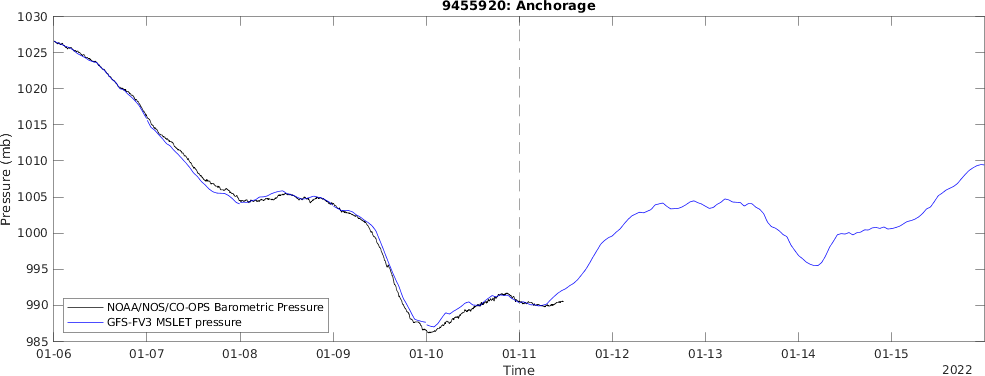 9455920: Anchorage
1030
1025
1020
1015
1010
1005
1000
995
990
985
Pressure (mb)
NOAA/NOS/CO-OPS Barometric Pressure
GFS-FV3 MSLET pressure
01-06 01-07 01-08 01-09 01-10 01-11 01-12 01-13 01-14 01-15
Time
2022